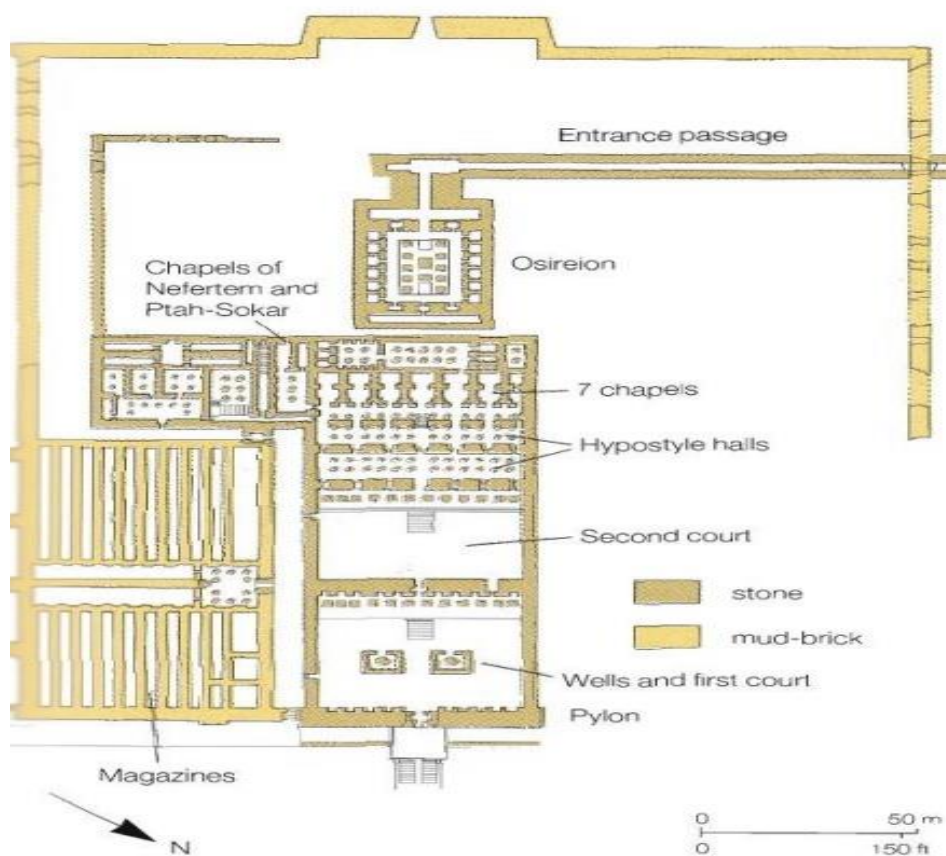 Entrance passage
Osireion
Chapels of
Nefertem and
Ptah-Sokar
7 chapels
Hypostyle halls
Second court
stone
mud-brick
Wells and first court
Pylon
Magazines
N
0 50 m
0 150 ft